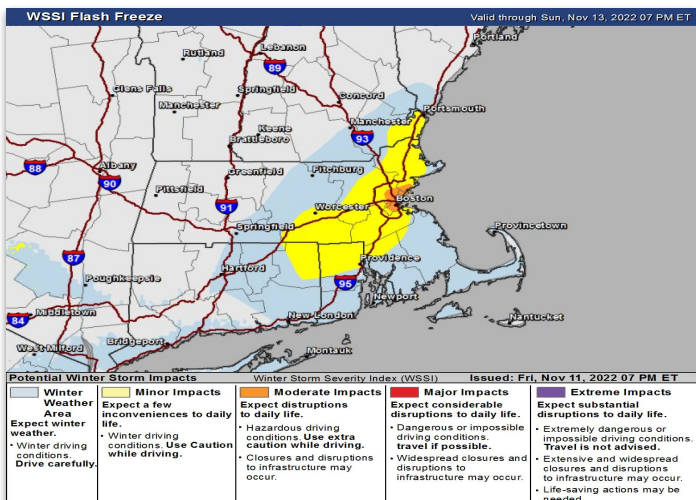 WSSI Flash Freeze
Valid through Sun, Nov 13, 2022 07 PM ET
Portland
Rutland
Lebanon
89
Glens Falls
Springfield
Concord
Portsmouth
Manchester
Manchester
Keene
93
Brattleboro
88
Albany
90
Greenfield
Fitchburg
Pittsfield
91
Worcester
Boston
Springfield
Provincetown
87
Hartford
Providence
Poughkeepsie
95
Newport
84
Middletown
New London
Nantucket
West Milford
Bridgeport
Montauk
Potential Winter Storm Impacts
Winter Storm Severity Index (WSSI)
Issued: Fri, Nov 11, 2022 07 PM ET
Winter
Weather
Area
Expect winter
weather.
• Winter driving
conditions.
Drive carefully.
Minor Impacts
Expect a few
inconveniences to daily
life.
• Winter driving
conditions. Use Caution
while driving.
Moderate Impacts
Expect distruptions
to daily life.
• Hazardous driving
conditions. Use extra
caution while driving.
• Closures and disruptions
to infrastructure may
occur.
Major Impacts
Expect considerable
disruptions to daily life.
• Dangerous or impossible
driving conditions.
travel if possible.
• Widespread closures and
disruptions to
infrastructure may occur.
Extreme Impacts
Expect substantial
disruptions to daily life.
• Extremely dangerous or
impossible driving conditions.
Travel is not advised.
• Extensive and widespread
closures and disruptions
to infrastructure may occur.
• Life-saving actions may be
needed